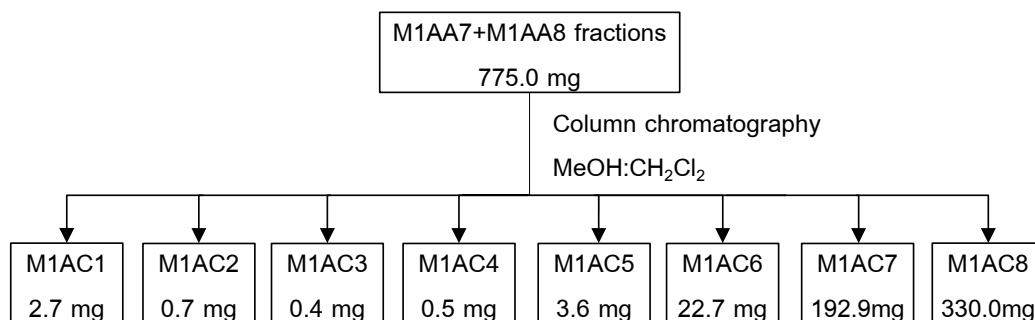 M1AA7+M1AA8 fractions
775.0 mg
Column chromatography
MeOH:CH₂Cl₂
M1AC1 M1AC2 M1AC3 M1AC4 M1AC5 M1AC6 M1AC7 M1AC8
2.7 mg 0.7 mg 0.4 mg 0.5 mg 3.6 mg 22.7 mg 192.9mg 330.0mg